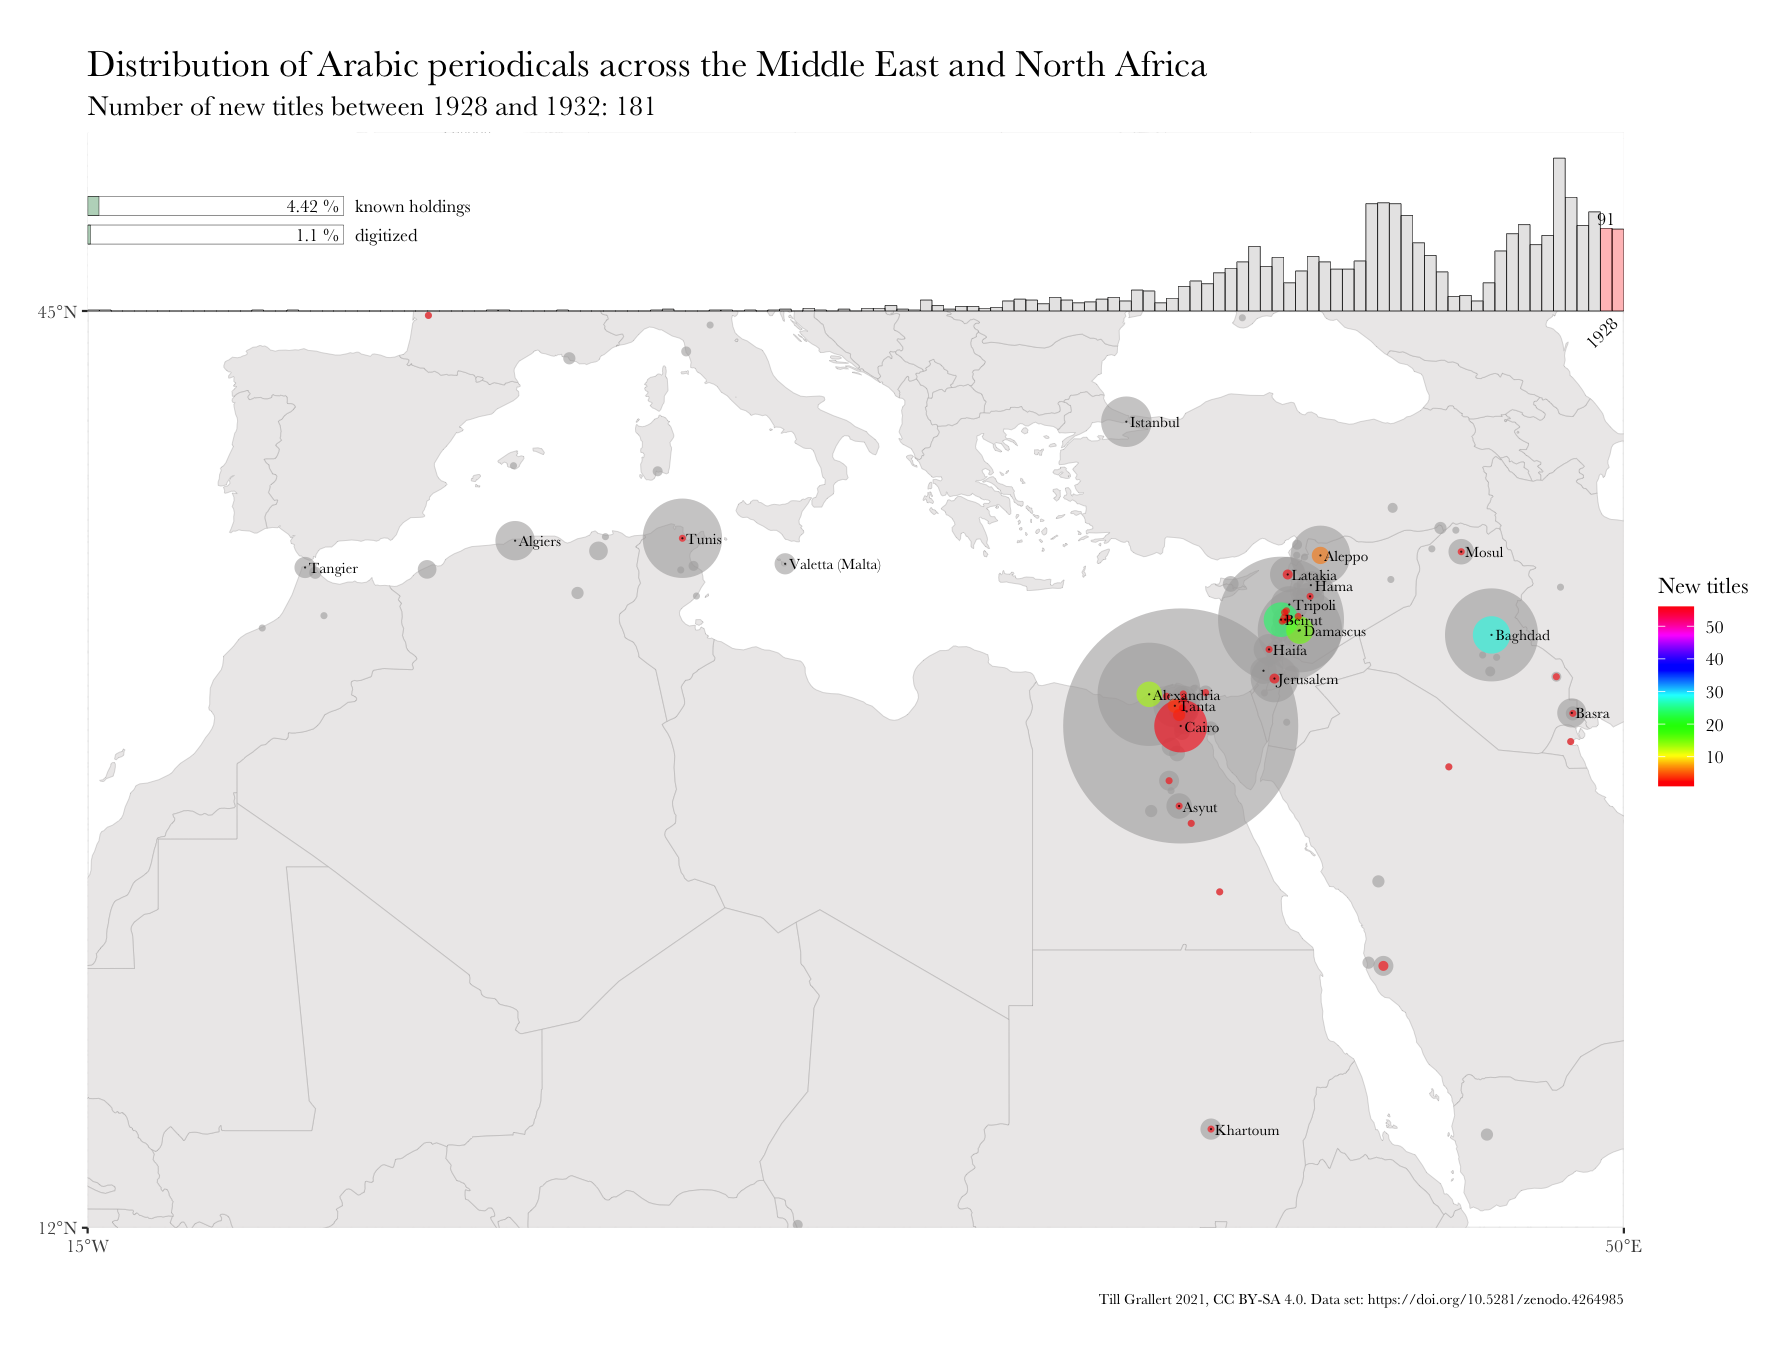 Distribution of Arabic periodicals across the Middle East and North Africa
Number of new titles between 1928 and 1932: 181
4.42 % known holdings
1.1 % digitized
91
1928
45°N
Istanbul
Algiers
Tunis
Tangier
Valetta (Malta)
Mosul
Aleppo
Latakia
Hama
Tripoli
Beirut
Damascus
Baghdad
Haifa
Jerusalem
Alexandria
Tanta
Cairo
Basra
Asyut
Khartoum
New titles
50
40
30
20
10
12°N
15°W
50°E
Till Grallert 2021, CC BY-SA 4.0. Data set: https://doi.org/10.5281/zenodo.4264985